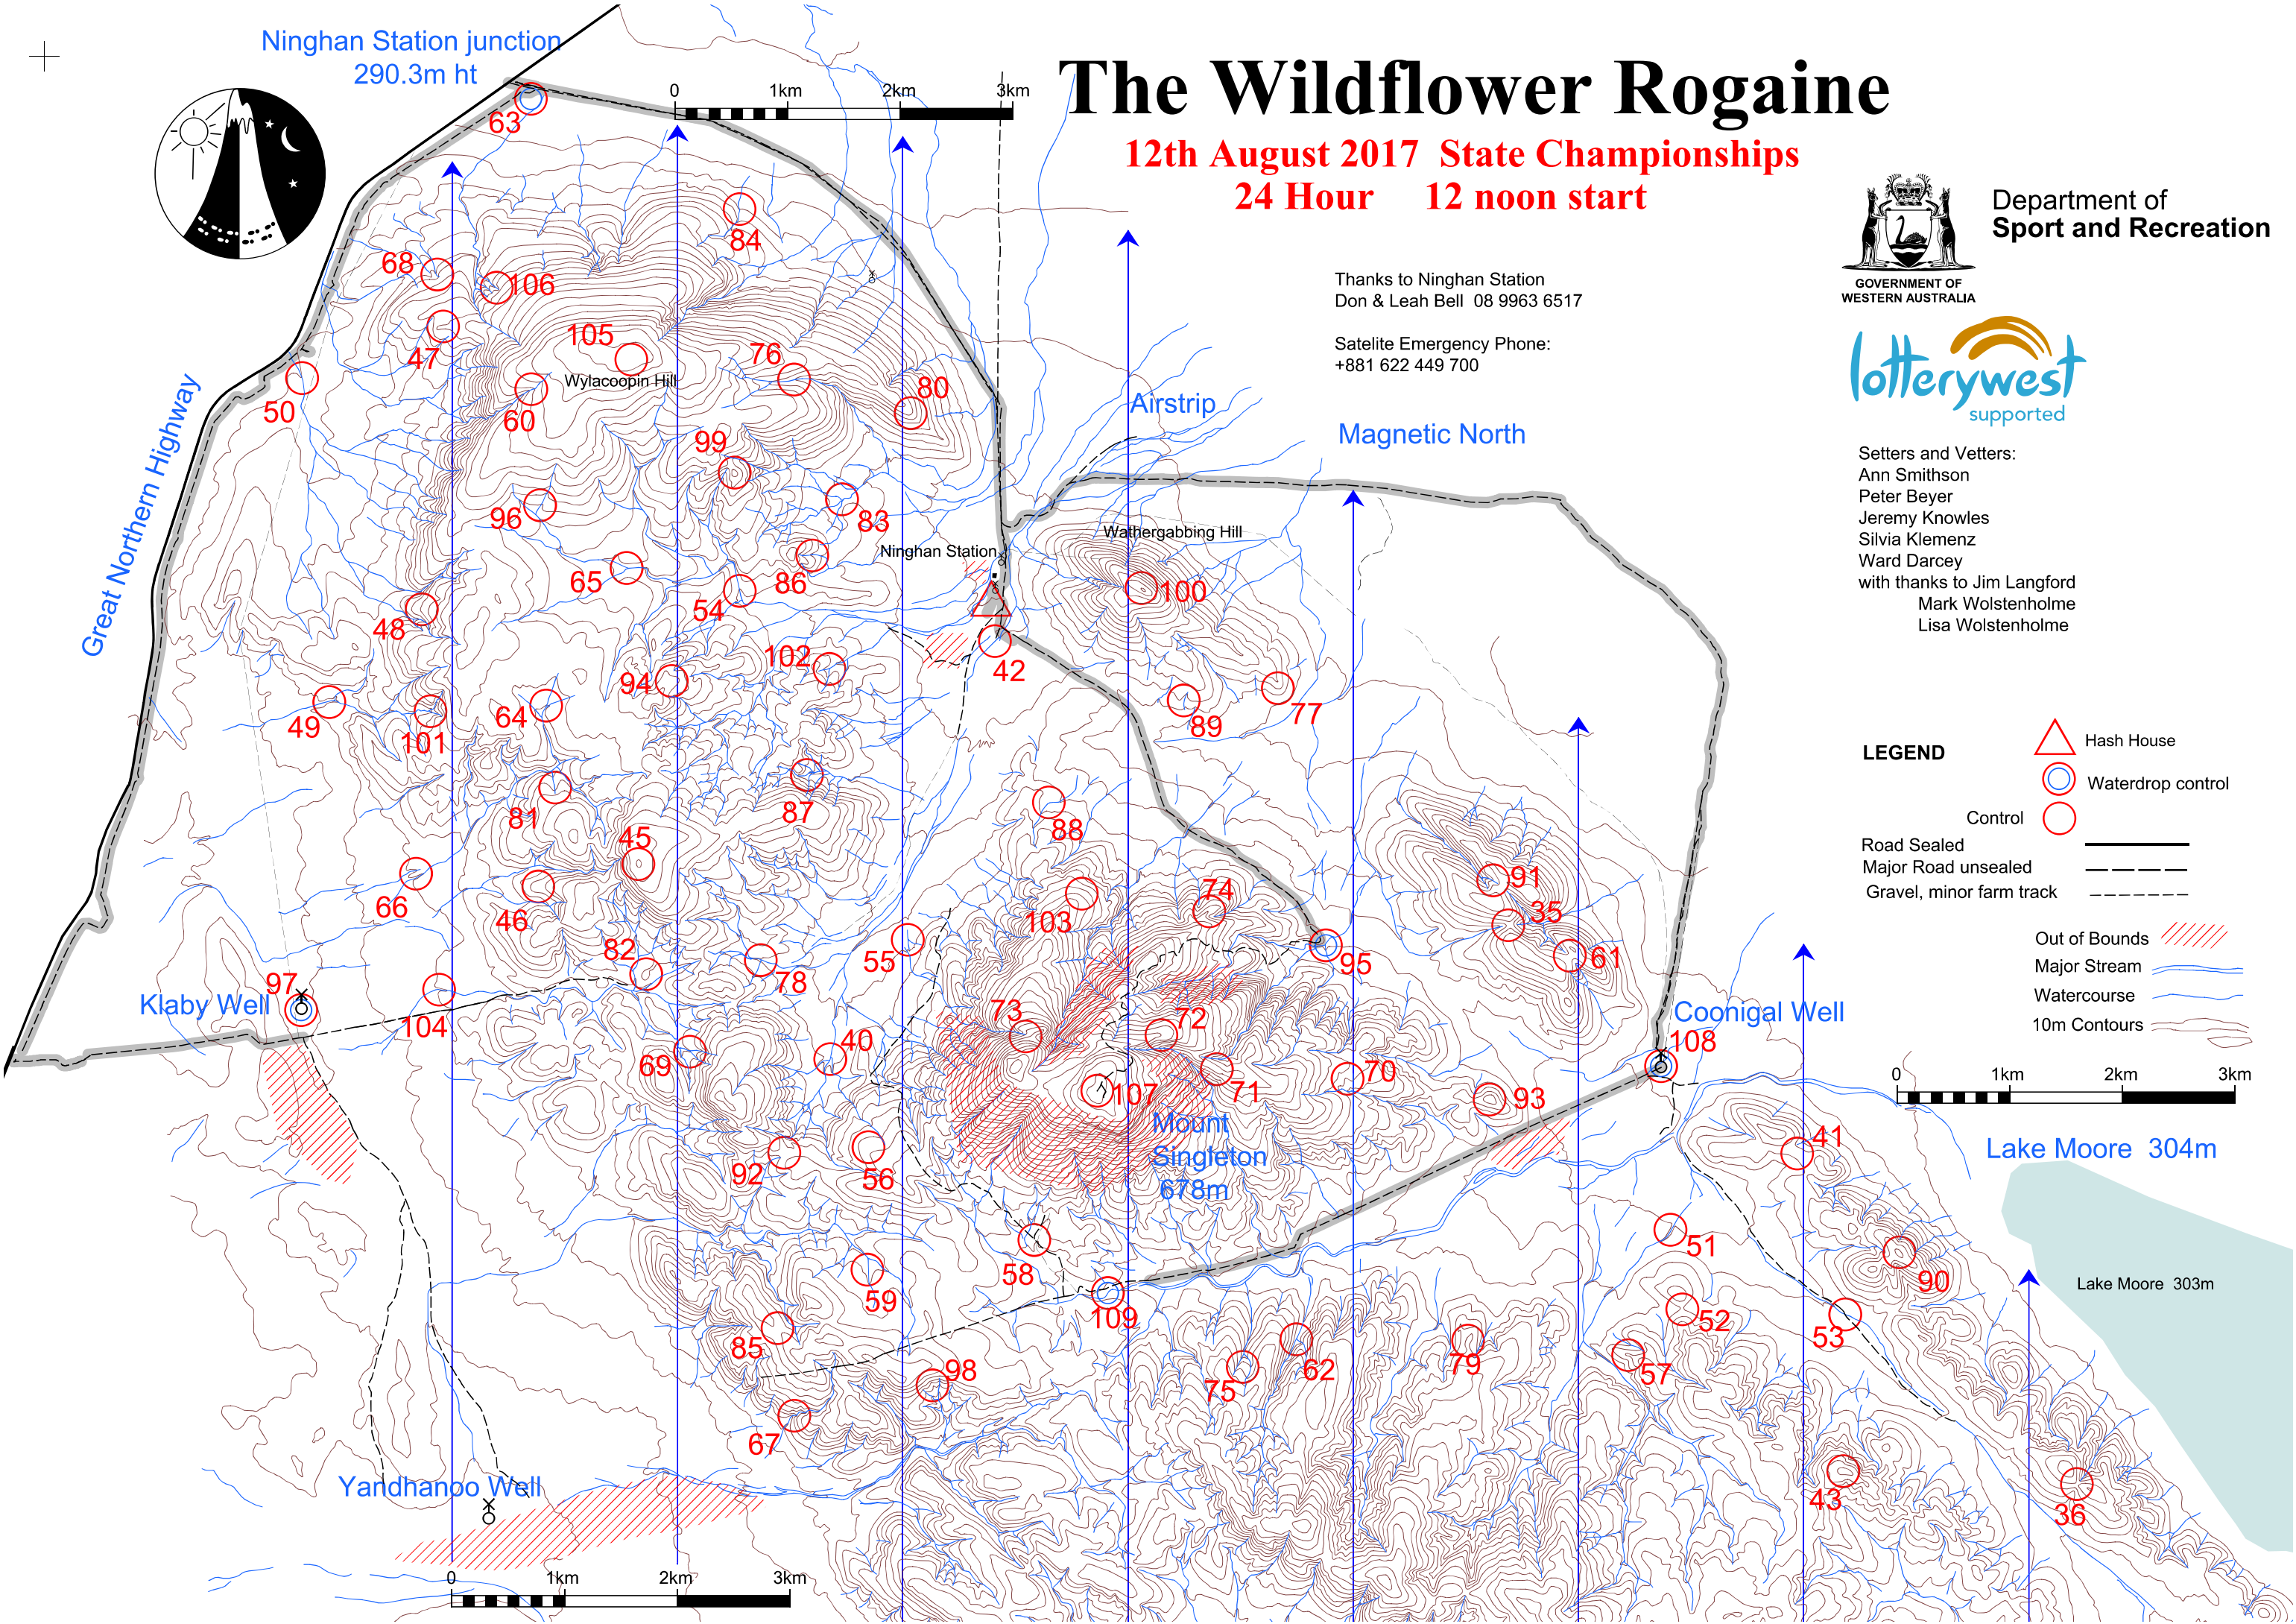 Ninghan Station junction
290.3m ht
The Wildflower Rogaine
12th August 2017 State Championships
24 Hour 12 noon start
0 1km 2km 3km
Department of
Sport and Recreation
GOVERNMENT OF
WESTERN AUSTRALIA
lotterywest
supported
Thanks to Ninghan Station
Don & Leah Bell 08 9963 6517
Satelite Emergency Phone:
+881 622 449 700
Setters and Vetters:
Ann Smithson
Peter Beyer
Jeremy Knowles
Silvia Klemenz
Ward Darcey
with thanks to Jim Langford
Mark Wolstenholme
Lisa Wolstenholme
LEGEND
Hash House
Waterdrop control
Control
Road Sealed
Major Road unsealed
Gravel, minor farm track
Out of Bounds
Major Stream
Watercourse
10m Contours
0 1km 2km 3km
Great Northern Highway
Airstrip
Magnetic North
Wylacoopin Hill
Ninghan Station
Wathergabbing Hill
Klaby Well
Coonigal Well
Mount
Singleton
678m
Lake Moore 304m
Lake Moore 303m
Yandhanoo Well
63
84
68
106
47
105
76
80
50
60
99
96
83
65
54
86
100
48
102
42
94
49
101
64
89
77
81
87
88
45
66
46
103
74
91
35
82
78
55
95
61
97
104
73
72
108
69
40
107
71
70
93
92
56
41
58
51
90
59
109
52
53
85
98
75
62
79
57
67
43
36
0 1km 2km 3km